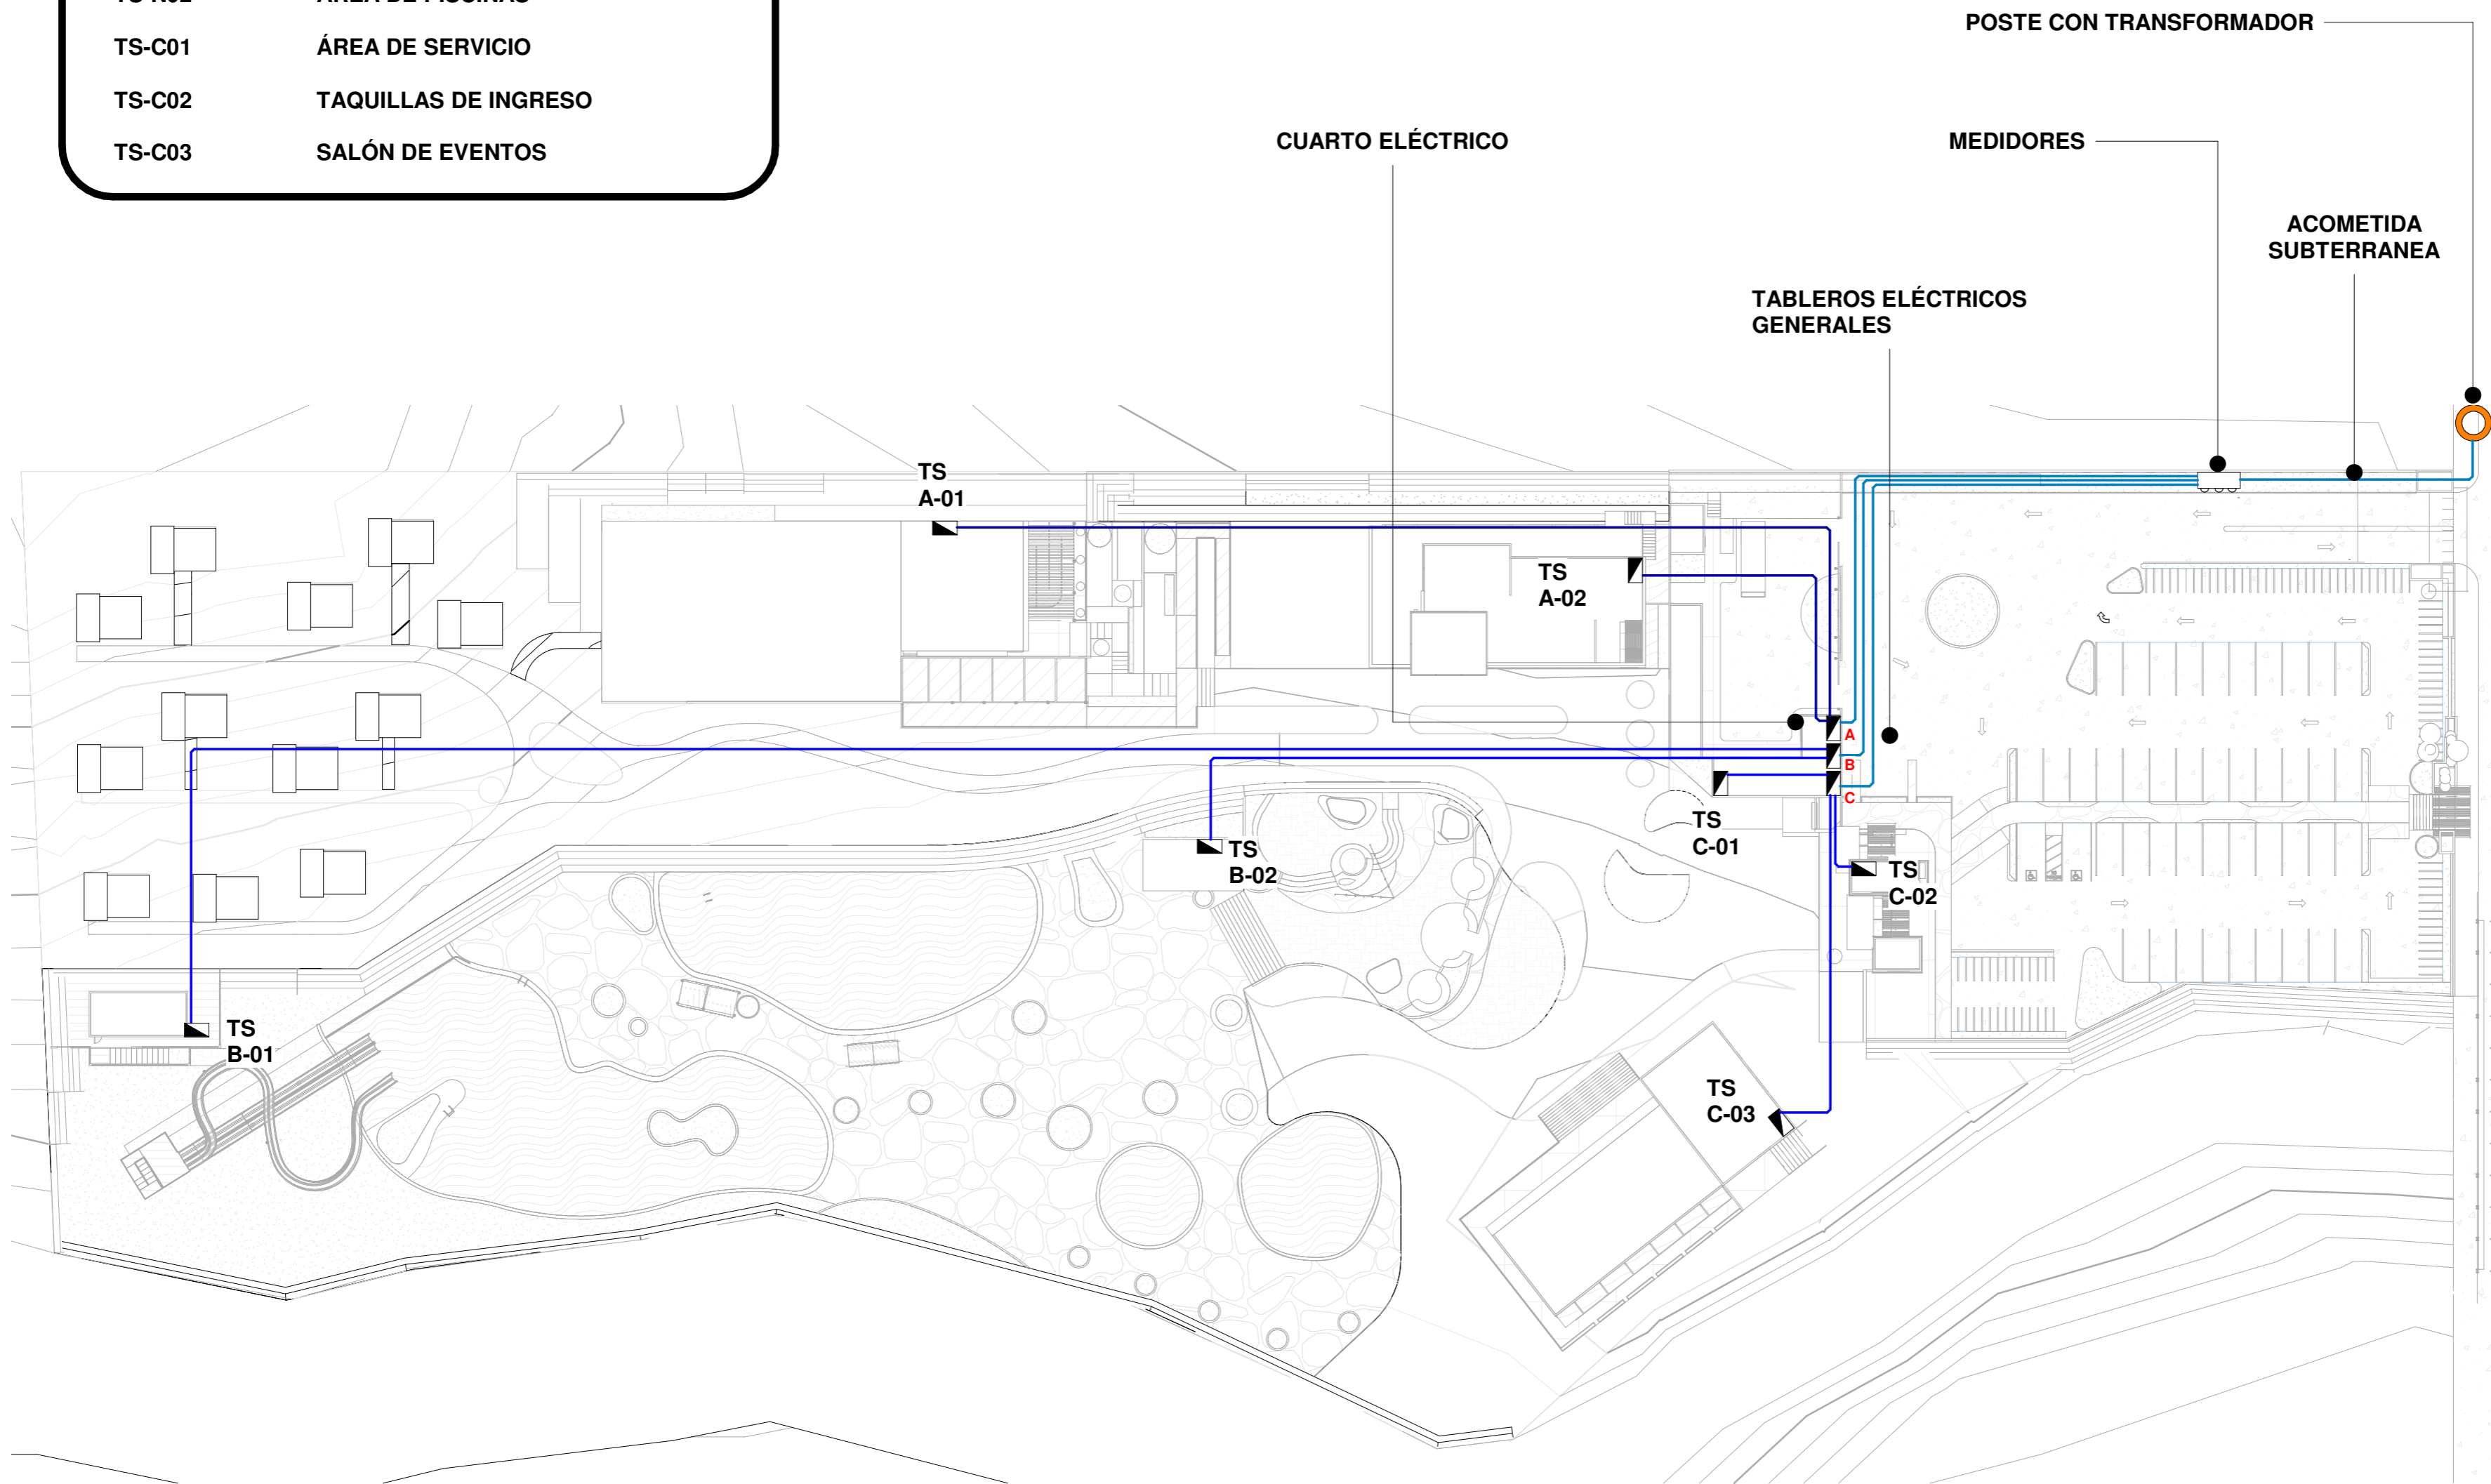 TS-C01 ÁREA DE SERVICIO
TS-C02 TAQUILLAS DE INGRESO
TS-C03 SALÓN DE EVENTOS
POSTE CON TRANSFORMADOR
CUARTO ELÉCTRICO
MEDIDORES
ACOMETIDA
SUBTERRANEA
TABLEROS ELÉCTRICOS
GENERALES
TS
A-01
TS
A-02
A
B
C
TS
C-01
TS
B-02
TS
C-02
TS
B-01
TS
C-03